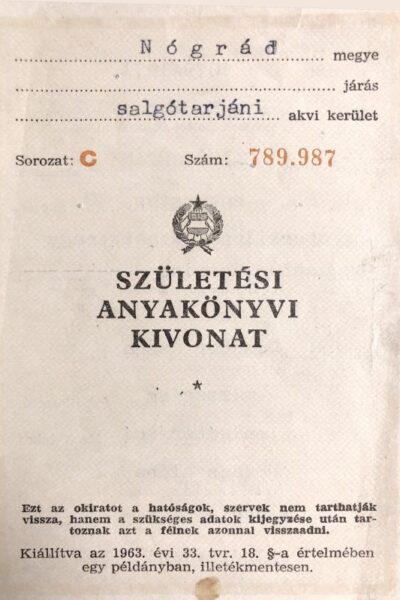 Nógrád megye
járás
salgótarjáni akvi kerület
Sorozat: C Szám: 789.987
SZÜLETÉSI
ANYAKÖNYVI
KIVONAT
*
Ezt az okiratot a hatóságok, szervek nem tarthatják
vissza, hanem a szükséges adatok kijegyzése után tar-
toznak azt a félnek azonnal visszaadni.
Kiállítva az 1963. évi 33. tvr. 18. §-a értelmében
egy példányban, illetékmentesen.